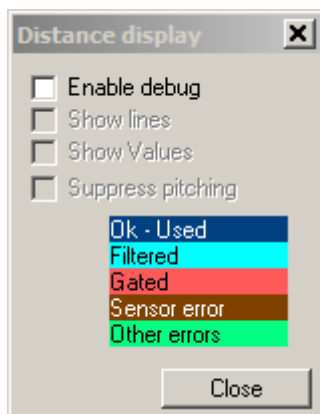 Distance display
Enable debug
Show lines
Show Values
Suppress pitching
Ok - Used
Filtered
Gated
Sensor error
Other errors
Close